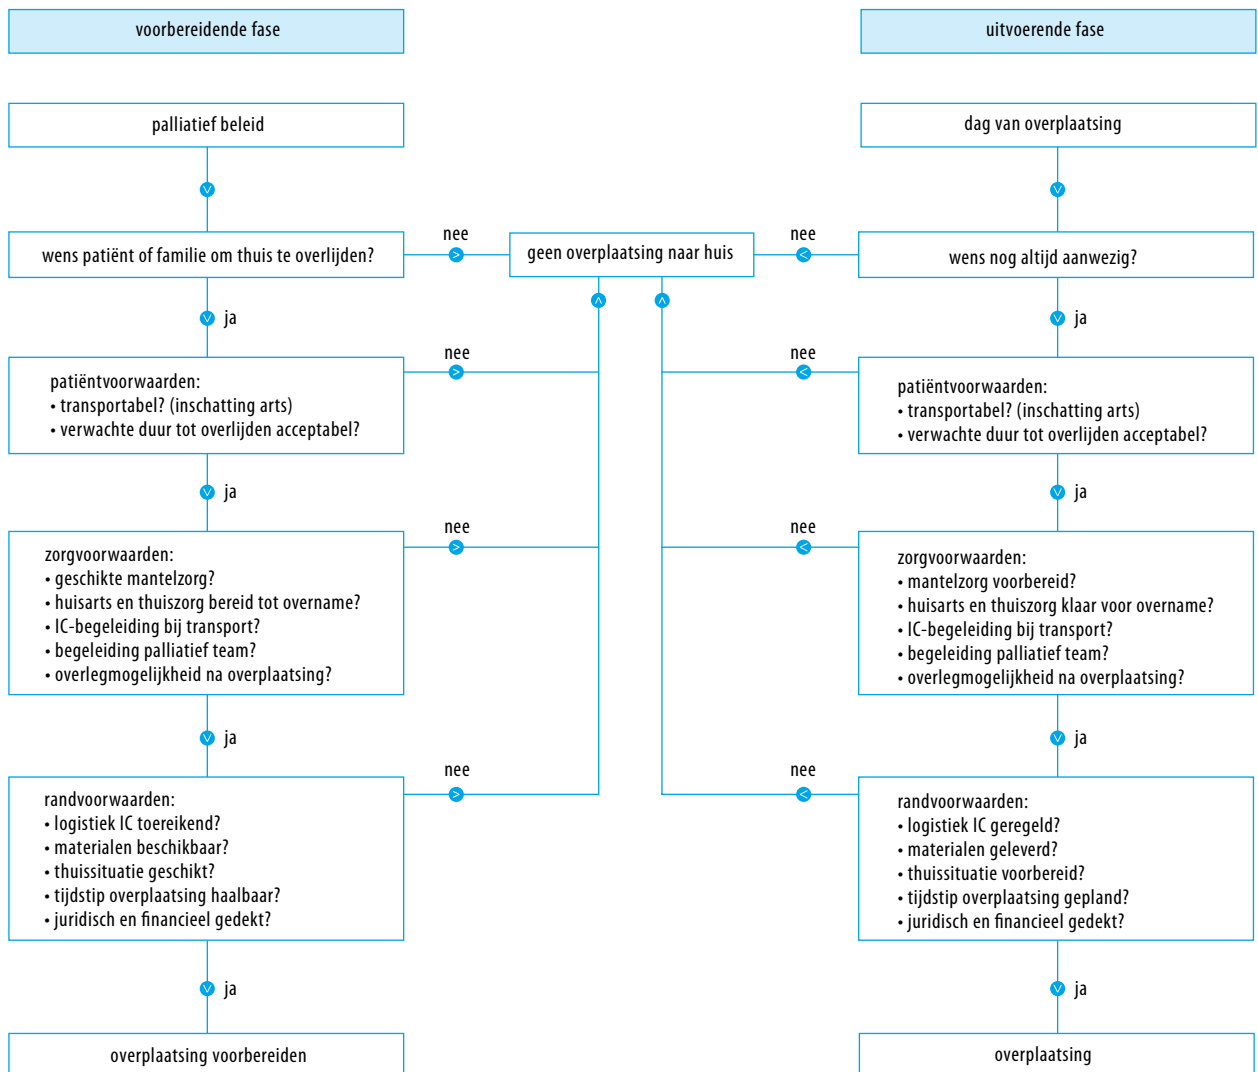 voorbereidende fase
palliatief beleid
wens patiënt of familie om thuis te overlijden?
nee
ja
patiëntvoorwaarden:
• transportabel? (inschatting arts)
• verwachte duur tot overlijden acceptabel?
nee
ja
zorgvoorwaarden:
• geschikte mantelzorg?
• huisarts en thuiszorg bereid tot overname?
• IC-begeleiding bij transport?
• begeleiding palliatief team?
• overlegmogelijkheid na overplaatsing?
nee
ja
randvoorwaarden:
• logistiek IC toereikend?
• materialen beschikbaar?
• thuissituatie geschikt?
• tijdstip overplaatsing haalbaar?
• juridisch en financieel gedekt?
nee
ja
overplaatsing voorbereiden
geen overplaatsing naar huis
uitvoerende fase
dag van overplaatsing
wens nog altijd aanwezig?
nee
ja
patiëntvoorwaarden:
• transportabel? (inschatting arts)
• verwachte duur tot overlijden acceptabel?
nee
ja
zorgvoorwaarden:
• mantelzorg voorbereid?
• huisarts en thuiszorg klaar voor overname?
• IC-begeleiding bij transport?
• begeleiding palliatief team?
• overlegmogelijkheid na overplaatsing?
nee
ja
randvoorwaarden:
• logistiek IC geregeld?
• materialen geleverd?
• thuissituatie voorbereid?
• tijdstip overplaatsing gepland?
• juridisch en financieel gedekt?
nee
ja
overplaatsing